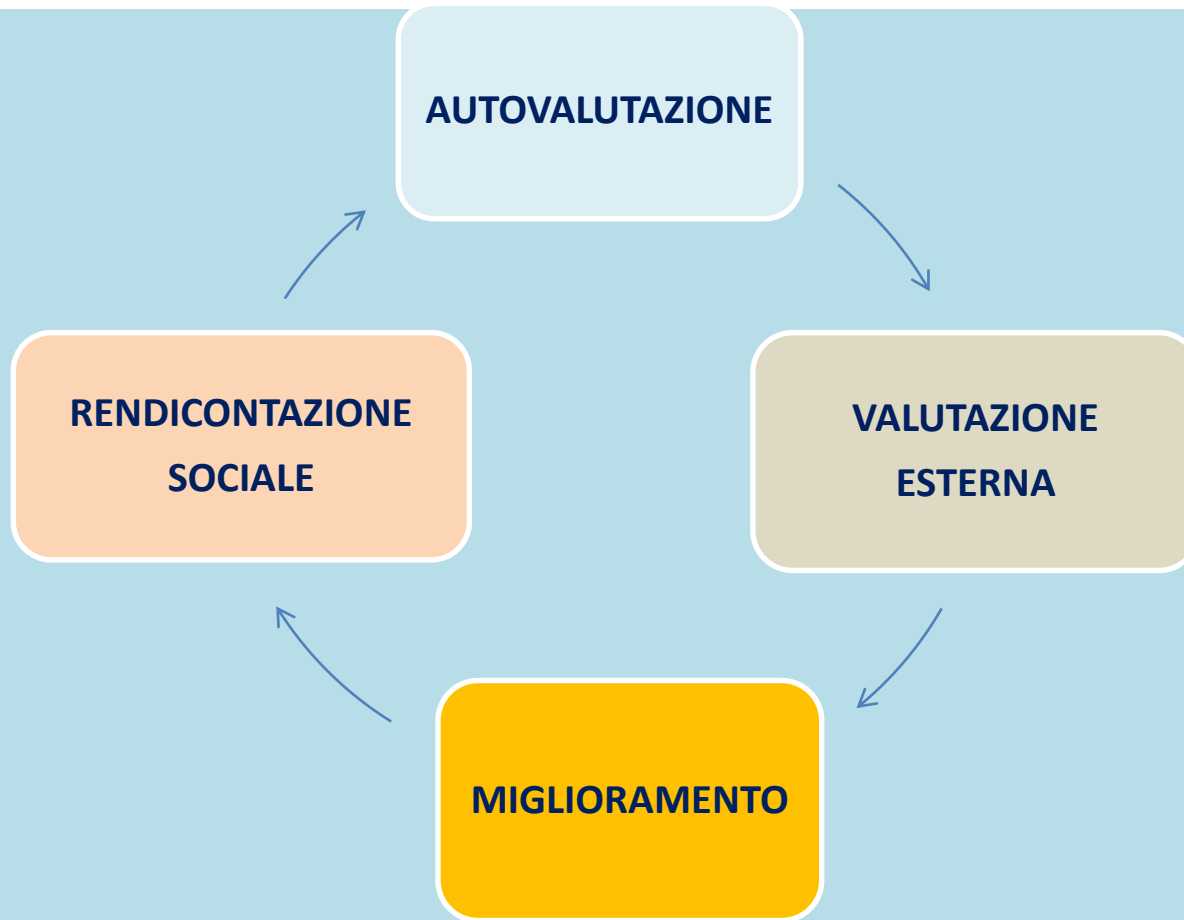 AUTOVALUTAZIONE
RENDICONTAZIONE
SOCIALE
VALUTAZIONE
ESTERNA
MIGLIORAMENTO